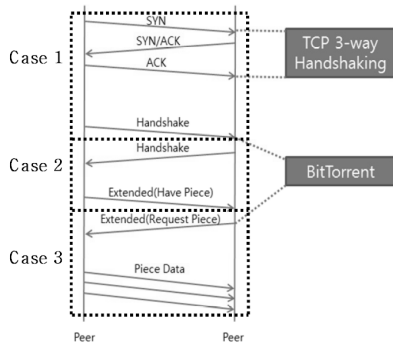 SYN
SYN/ACK
Case 1
ACK
TCP 3-way
Handshaking
Handshake
Handshake
Case 2
BitTorrent
Extended(Have Piece)
Extended(Request Piece)
Case 3
Piece Data
Peer
Peer